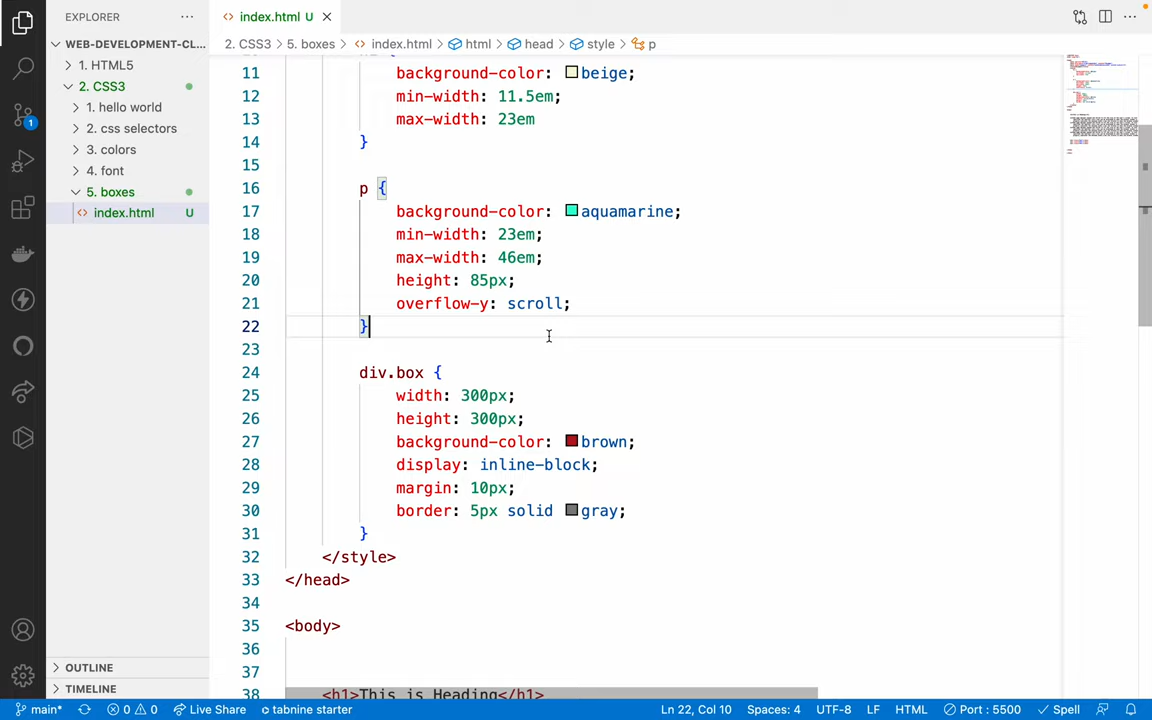 EXPLORER
index.html U
WEB-DEVELOPMENT-CL...
2. CSS3 > 5. boxes > index.html > html > head > style > p
1. HTML5
2. CSS3
1. hello world
2. css selectors
3. colors
4. font
5. boxes
index.html U
11 background-color: beige;
12 min-width: 11.5em;
13 max-width: 23em
14 }
15
16 p {
17 background-color: aquamarine;
18 min-width: 23em;
19 max-width: 46em;
20 height: 85px;
21 overflow-y: scroll;
22 }
23
24 div.box {
25 width: 300px;
26 height: 300px;
27 background-color: brown;
28 display: inline-block;
29 margin: 10px;
30 border: 5px solid gray;
31 }
32 </style>
33 </head>
34
35 <body>
36
37
38 <h1>This is Heading</h1>
1
OUTLINE
TIMELINE
main* 0 0 Live Share tabnine starter Ln 22, Col 10 Spaces: 4 UTF-8 LF HTML Port : 5500 Spell